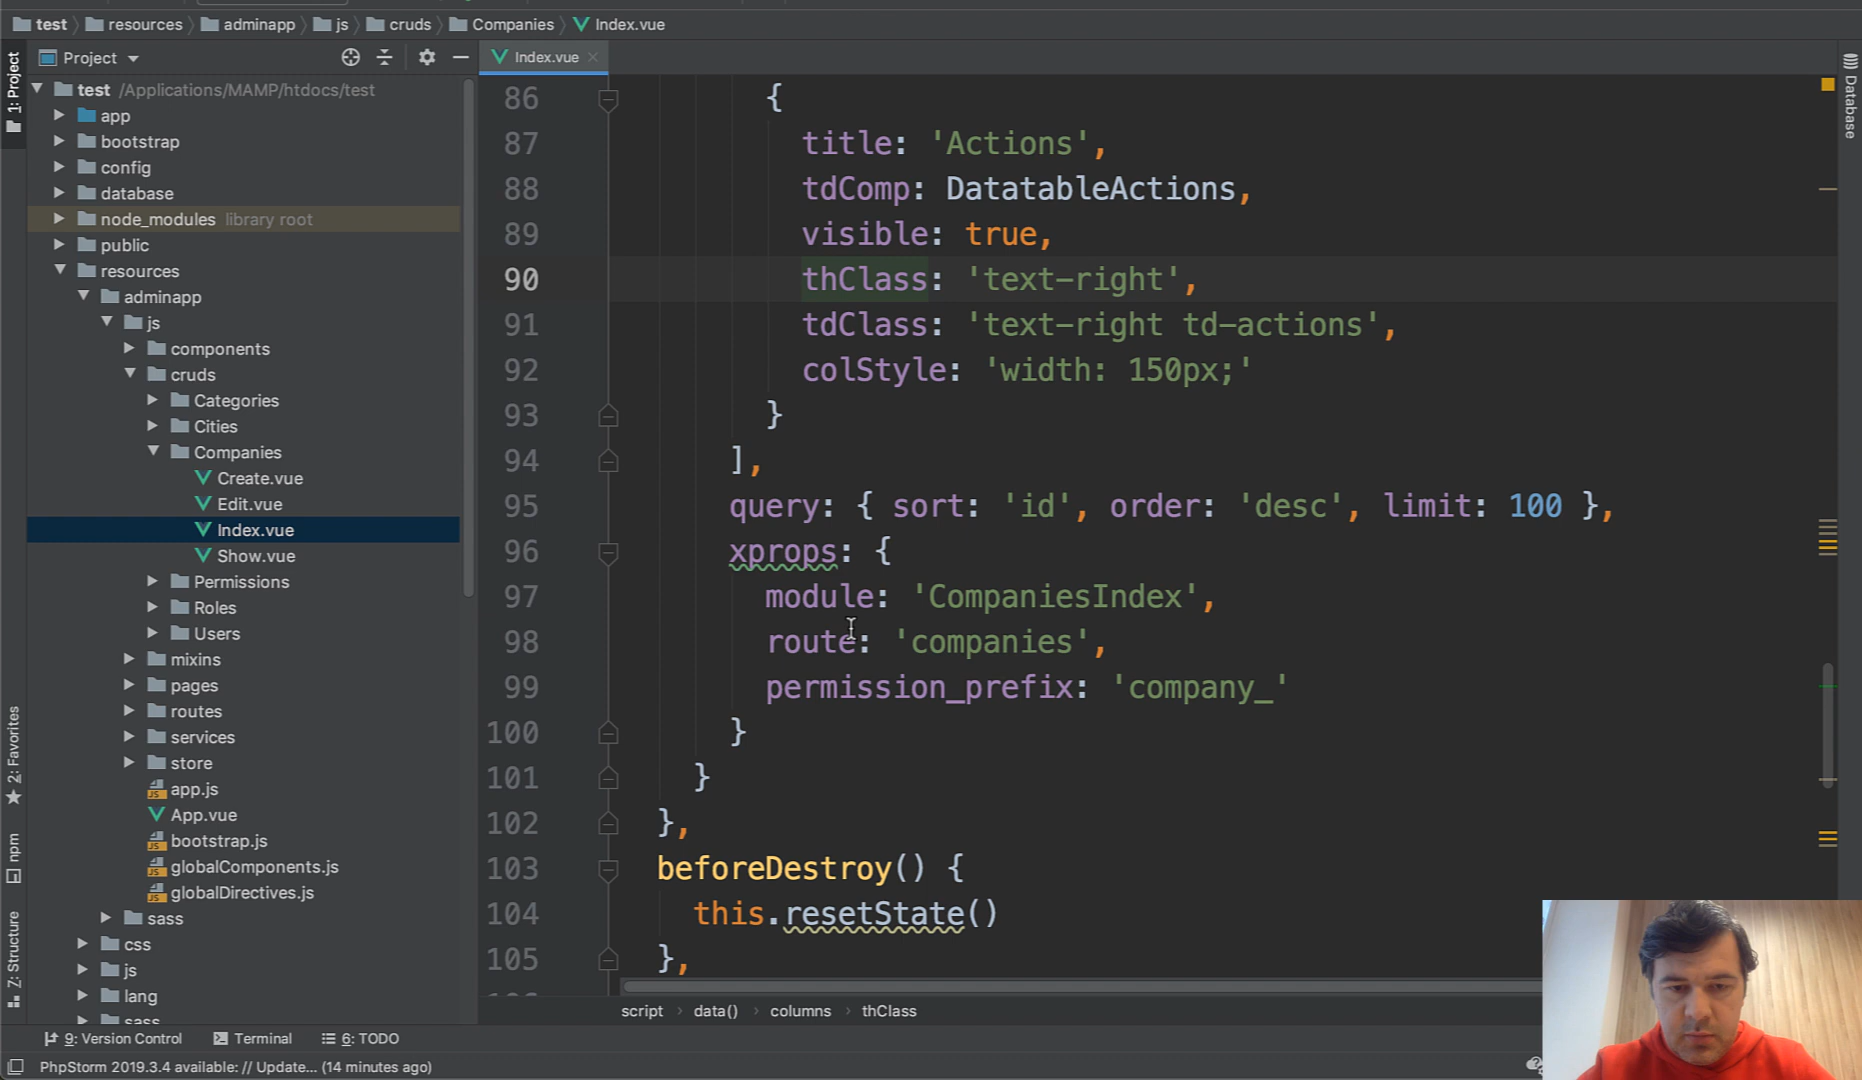 test resources adminapp js cruds Companies Index.vue
Project
Index.vue
1: Project
Database
test /Applications/MAMP/htdocs/test
app
bootstrap
config
database
node_modules library root
public
resources
adminapp
js
components
cruds
Categories
Cities
Companies
Create.vue
Edit.vue
Index.vue
Show.vue
Permissions
Roles
Users
mixins
pages
routes
services
store
app.js
App.vue
bootstrap.js
globalComponents.js
globalDirectives.js
sass
css
js
lang
sass
2: Favorites
npm
Z: Structure
86 {
87 title: 'Actions',
88 tdComp: DatatableActions,
89 visible: true,
90 thClass: 'text-right',
91 tdClass: 'text-right td-actions',
92 colStyle: 'width: 150px;'
93 }
94 ],
95 query: { sort: 'id', order: 'desc', limit: 100 },
96 xprops: {
97 module: 'CompaniesIndex',
98 route: 'companies',
99 permission_prefix: 'company_'
100 }
101 }
102 },
103 beforeDestroy() {
104 this.resetState()
105 },
script › data() › columns › thClass
9: Version Control Terminal 6: TODO
PhpStorm 2019.3.4 available: // Update... (14 minutes ago)